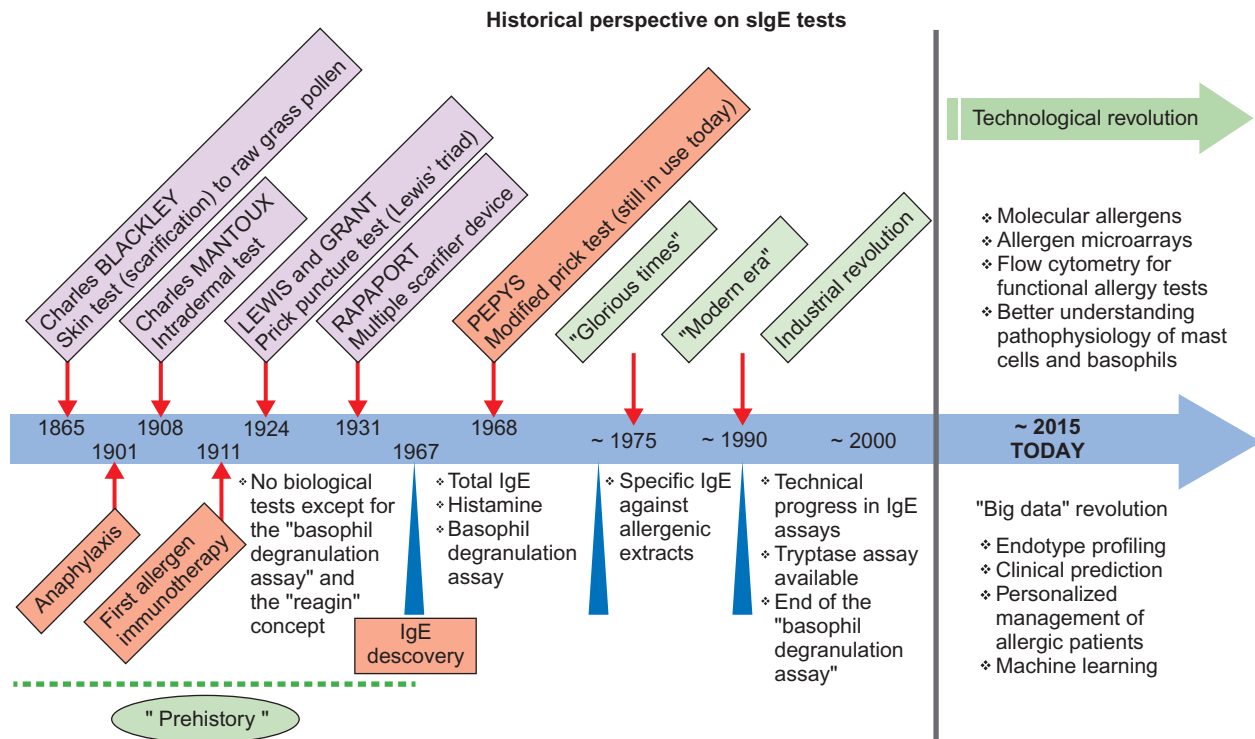 Historical perspective on sIgE tests
Charles BLACKLEY
Skin test (scarification) to raw grass pollen
Charles MANTOUX
Intradermal test
LEWIS and GRANT
Prick puncture test (Lewis' triad)
RAPAPORT
Multiple scarifier device
PEPYS
Modified prick test (still in use today)
"Glorious times"
"Modern era"
Industrial revolution
Technological revolution
❖ Molecular allergens
❖ Allergen microarrays
❖ Flow cytometry for
functional allergy tests
❖ Better understanding
pathophysiology of mast
cells and basophils
1865
1901
1908
1911
1924
1931
1967
1968
~ 1975
~ 1990
~ 2000
~ 2015
TODAY
Anaphylaxis
First allergen
immunotherapy
❖ No biological
tests except for
the "basophil
degranulation
assay" and
the "reagin"
concept
IgE
descovery
❖ Total IgE
❖ Histamine
❖ Basophil
degranulation
assay
❖ Specific IgE
against
allergenic
extracts
❖ Technical
progress in IgE
assays
❖ Tryptase assay
available
❖ End of the
"basophil
degranulation
assay"
"Big data" revolution
❖ Endotype profiling
❖ Clinical prediction
❖ Personalized
management of
allergic patients
❖ Machine learning
" Prehistory "